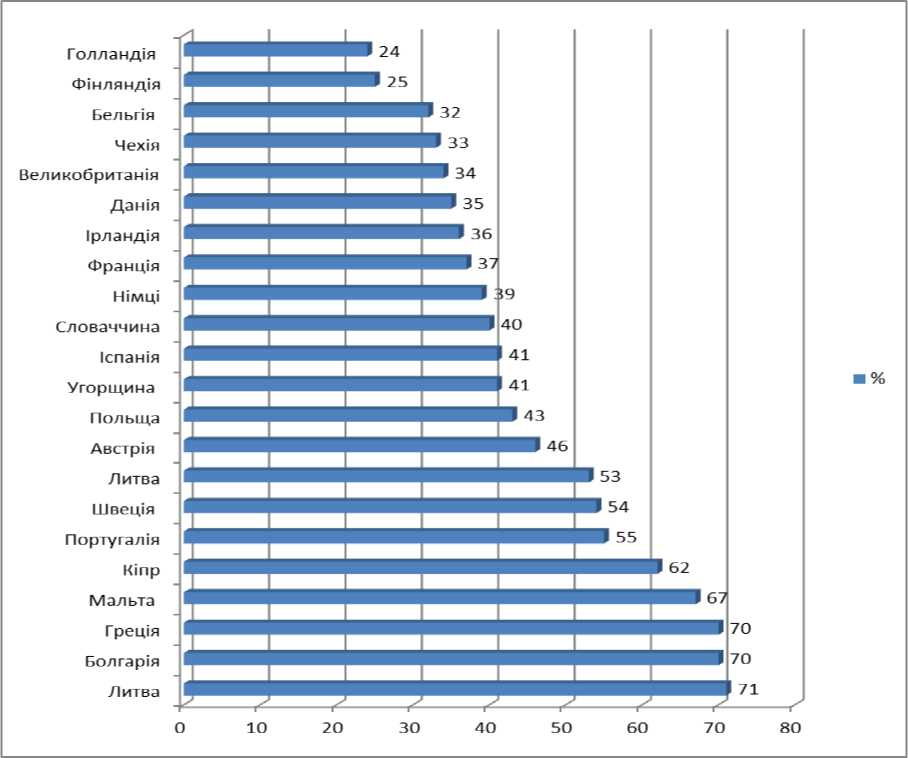 Голландія 24
Фінляндія 25
Бельгія 32
Чехія 33
Великобританія 34
Данія 35
Ірландія 36
Франція 37
Німці 39
Словаччина 40
Іспанія 41
Угорщина 41
% 
Польща 43
Австрія 46
Литва 53
Швеція 54
Португалія 55
Кіпр 62
Мальта 67
Греція 70
Болгарія 70
Литва 71
0 10 20 30 40 50 60 70 80